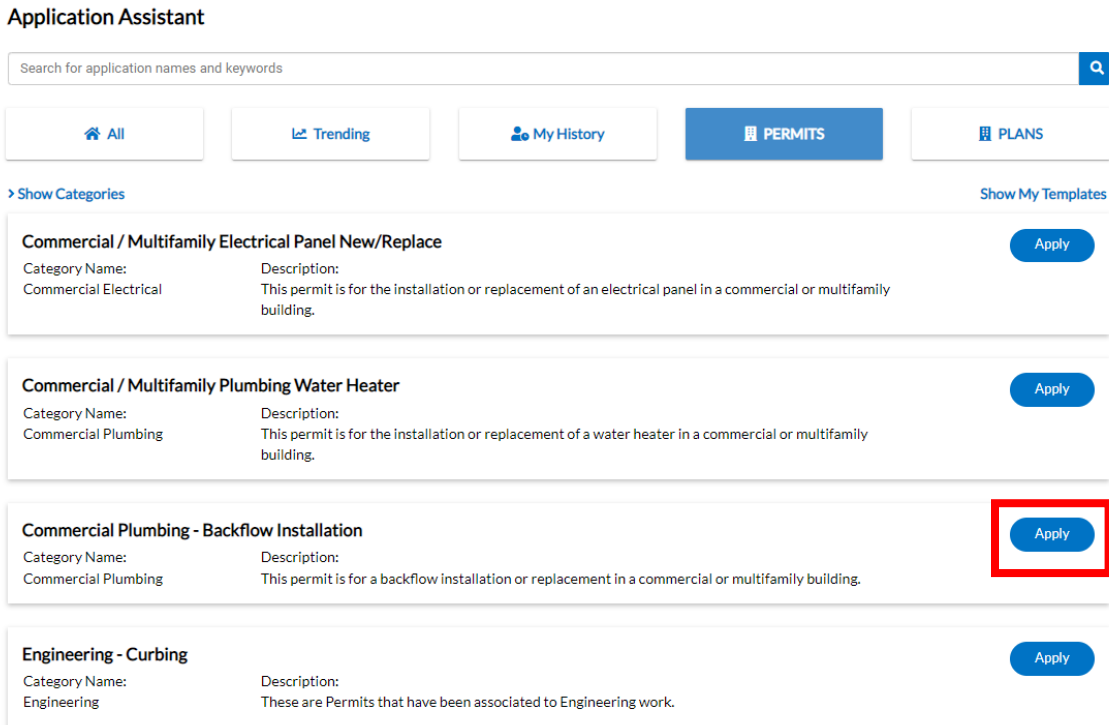 Application Assistant
Search for application names and keywords
All
Trending
My History
PERMITS
PLANS
Show Categories
Show My Templates
Commercial / Multifamily Electrical Panel New/Replace
Apply
Category Name:
Description:
Commercial Electrical
This permit is for the installation or replacement of an electrical panel in a commercial or multifamily
building.
Commercial / Multifamily Plumbing Water Heater
Apply
Category Name:
Description:
Commercial Plumbing
This permit is for the installation or replacement of a water heater in a commercial or multifamily
building.
Commercial Plumbing - Backflow Installation
Apply
Category Name:
Description:
Commercial Plumbing
This permit is for a backflow installation or replacement in a commercial or multifamily building.
Engineering - Curbing
Apply
Category Name:
Description:
Engineering
These are Permits that have been associated to Engineering work.